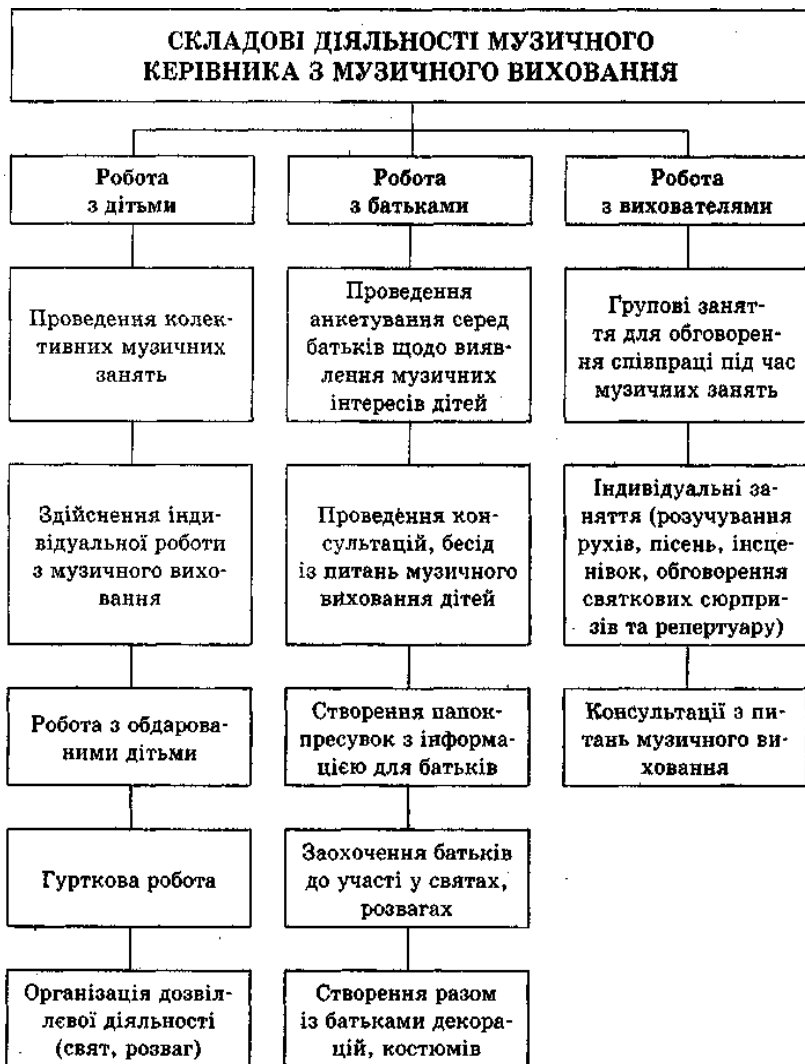 СКЛАДОВІ ДІЯЛЬНОСТІ МУЗИЧНОГО
КЕРІВНИКА З МУЗИЧНОГО ВИХОВАННЯ
Робота
з дітьми
Робота
з батьками
Робота
з вихователями
Проведення колек-
тивних музичних
занять
Проведення
анкетування серед
батьків щодо вияв-
лення музичних
інтересів дітей
Групові занят-
тя для обговорен-
ня співпраці під час
музичних занять
Здійснення інди-
відуальної роботи
з музичного вихо-
вання
Проведення кон-
сультацій, бесід
із питань музичного
виховання дітей
Індивідуальні за-
няття (розучування
рухів, пісень, інсце-
нівок, обговорення
святкових сюрпри-
зів та репертуару)
Робота з обдарова-
ними дітьми
Створення папок-
пресувок з інформа-
цією для батьків
Консультації з пи-
тань музичного ви-
ховання
Гурткова робота
Заохочення батьків
до участі у святах,
розвагах
Організація дозвіл-
лєвої діяльності
(свят, розваг)
Створення разом
із батьками декора-
цій, костюмів